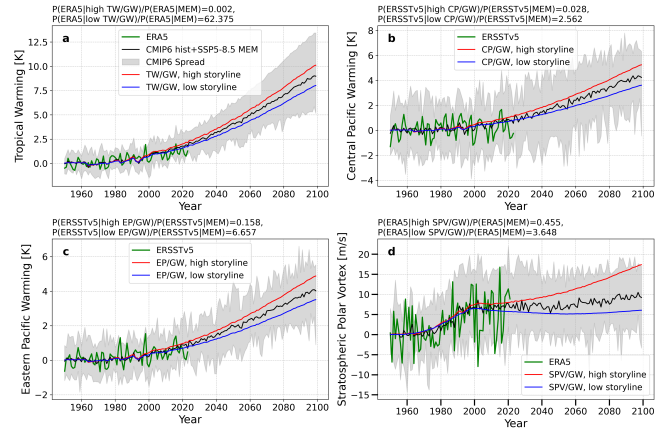 P(ERA5|high TW/GW)/P(ERA5|MEM)=0.002,
P(ERA5|low TW/GW)/P(ERA5|MEM)=62.375
a
ERA5
CMIP6 hist+SSP5-8.5 MEM
CMIP6 Spread
TW/GW, high storyline
TW/GW, low storyline
Tropical Warming [K]
12.5
10.0
7.5
5.0
2.5
0.0
1960 1980 2000 2020 2040 2060 2080 2100
Year
P(ERSSTv5|high CP/GW)/P(ERSSTv5|MEM)=0.028,
P(ERSSTv5|low CP/GW)/P(ERSSTv5|MEM)=2.562
b
ERSSTv5
CP/GW, high storyline
CP/GW, low storyline
Central Pacific Warming [K]
8
6
4
2
0
−2
−4
1960 1980 2000 2020 2040 2060 2080 2100
Year
P(ERSSTv5|high EP/GW)/P(ERSSTv5|MEM)=0.158,
P(ERSSTv5|low EP/GW)/P(ERSSTv5|MEM)=6.657
c
ERSSTv5
EP/GW, high storyline
EP/GW, low storyline
Eastern Pacific Warming [K]
6
4
2
0
−2
1960 1980 2000 2020 2040 2060 2080 2100
Year
P(ERA5|high SPV/GW)/P(ERA5|MEM)=0.455,
P(ERA5|low SPV/GW)/P(ERA5|MEM)=3.648
d
ERA5
SPV/GW, high storyline
SPV/GW, low storyline
Stratospheric Polar Vortex [m/s]
20
15
10
5
0
−5
−10
−15
1960 1980 2000 2020 2040 2060 2080 2100
Year